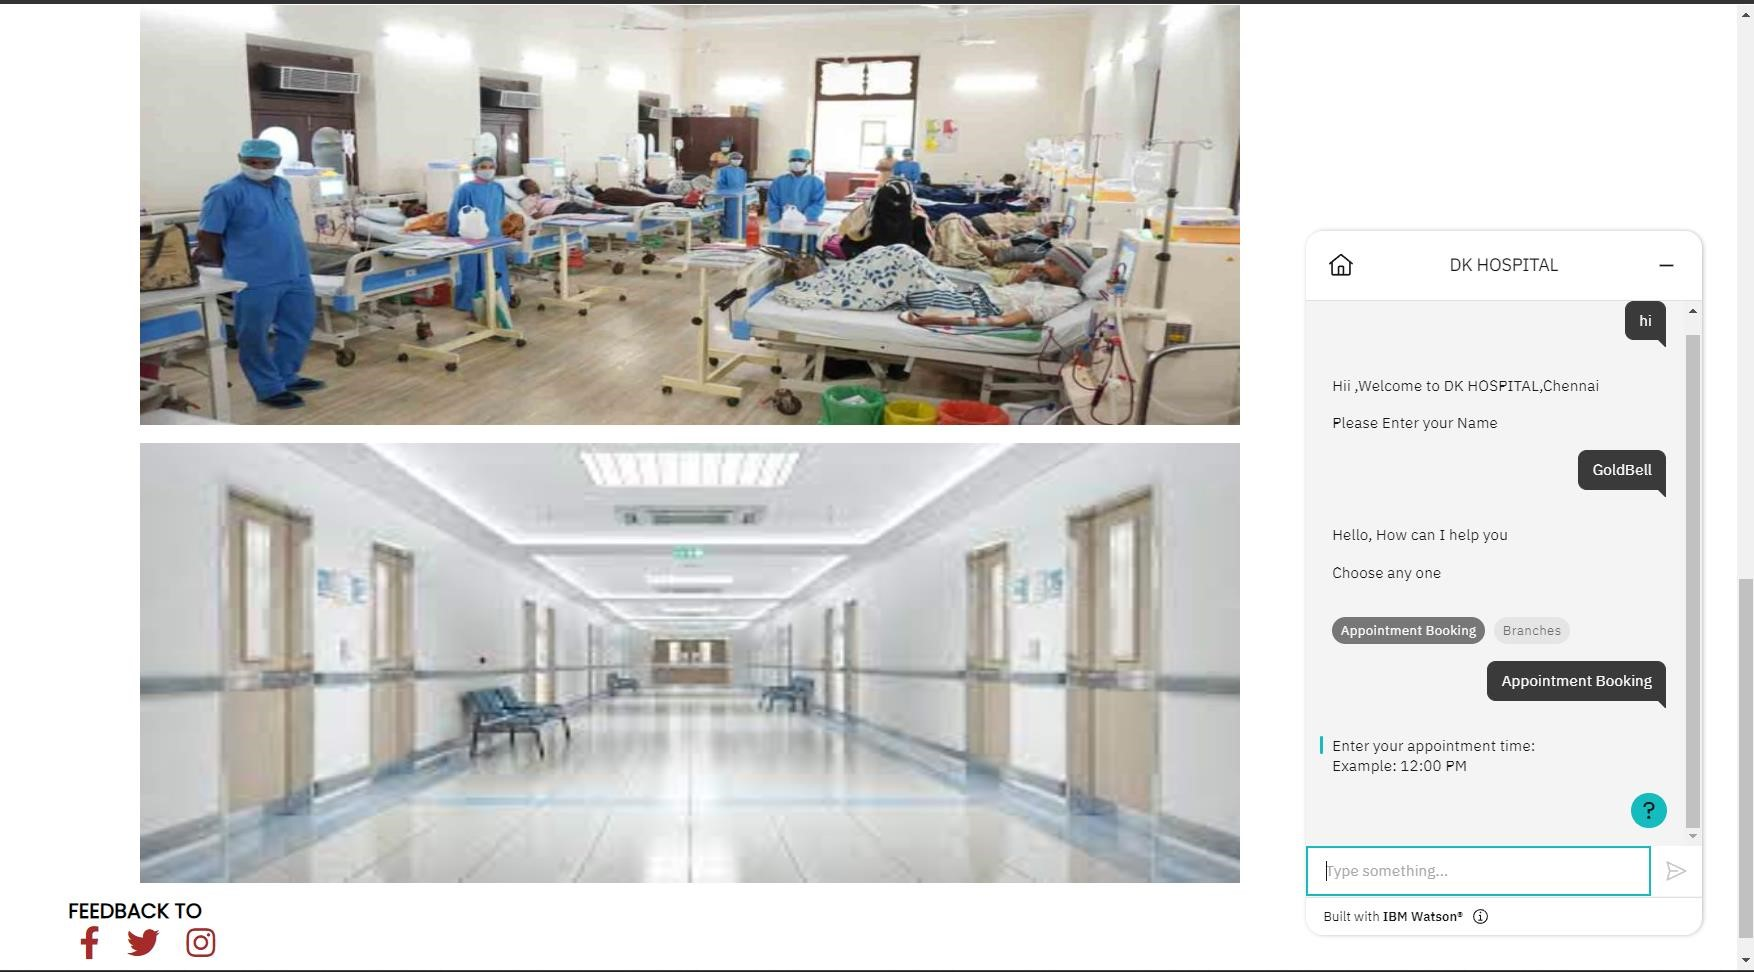 DK HOSPITAL
hi
Hii ,Welcome to DK HOSPITAL,Chennai
Please Enter your Name
GoldBell
Hello, How can I help you
Choose any one
Appointment Booking
Branches
Appointment Booking
Enter your appointment time:
Example: 12:00 PM
?
Type something...
Built with IBM Watson®
FEEDBACK TO